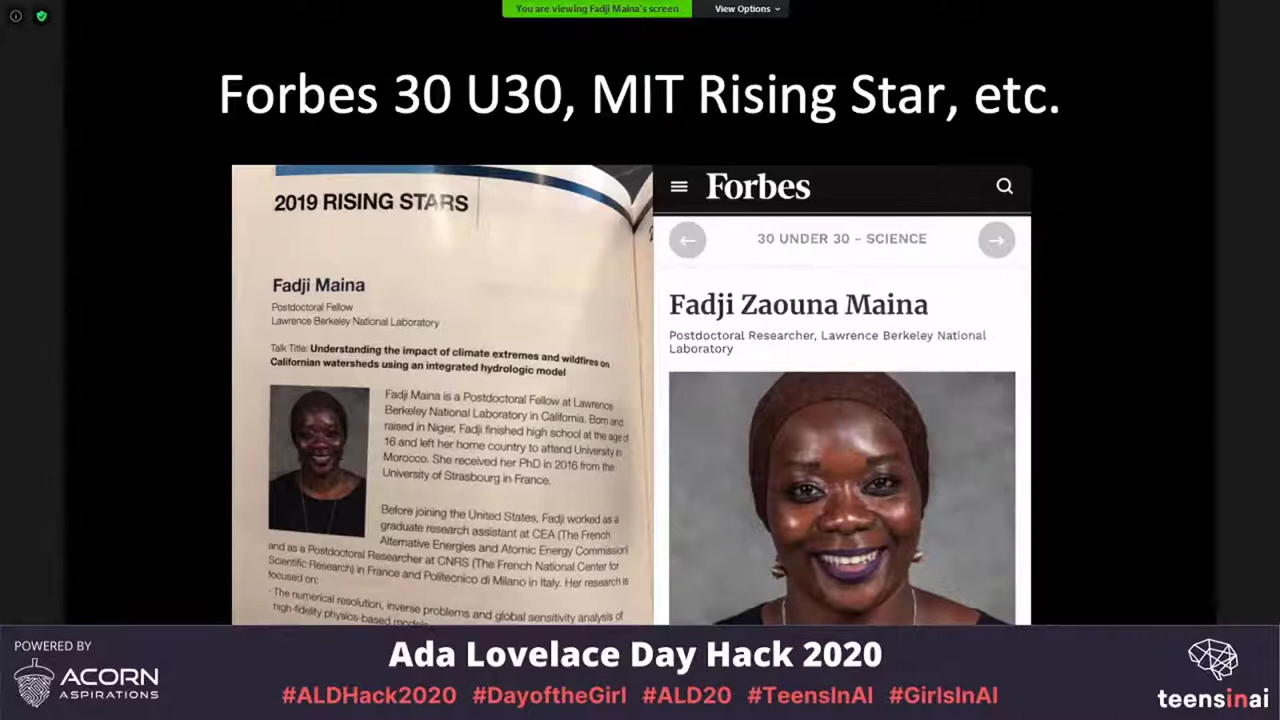 You are viewing Fadji Maina's screen
View Options
Forbes 30 U30, MIT Rising Star, etc.
2019 RISING STARS
Fadji Maina
Postdoctoral Fellow
Lawrence Berkeley National Laboratory
Talk Title: Understanding the impact of climate extremes and wildfires on
Californian watersheds using an integrated hydrologic model
Fadji Maina is a Postdoctoral Fellow at Lawrence
Berkeley National Laboratory in California. Born and
raised in Niger, Fadji finished high school at the age of
16 and left her home country to attend University in
Morocco. She received her PhD in 2016 from the
University of Strasbourg in France.
Before joining the United States, Fadji worked as a
graduate research assistant at CEA (The French
Alternative Energies and Atomic Energy Commission)
and as a Postdoctoral Researcher at CNRS (The French National Center for
Scientific Research) in France and Politecnico di Milano in Italy. Her research is
focused on:
· The numerical resolution, inverse problems and global sensitivity analysis of
high-fidelity physics-based models
Forbes
30 UNDER 30 - SCIENCE
Fadji Zaouna Maina
Postdoctoral Researcher, Lawrence Berkeley National
Laboratory
POWERED BY
ACORN
ASPIRATIONS
Ada Lovelace Day Hack 2020
#ALDHack2020 #DayoftheGirl #ALD20 #TeensInAI #GirlsInAI
teensinai